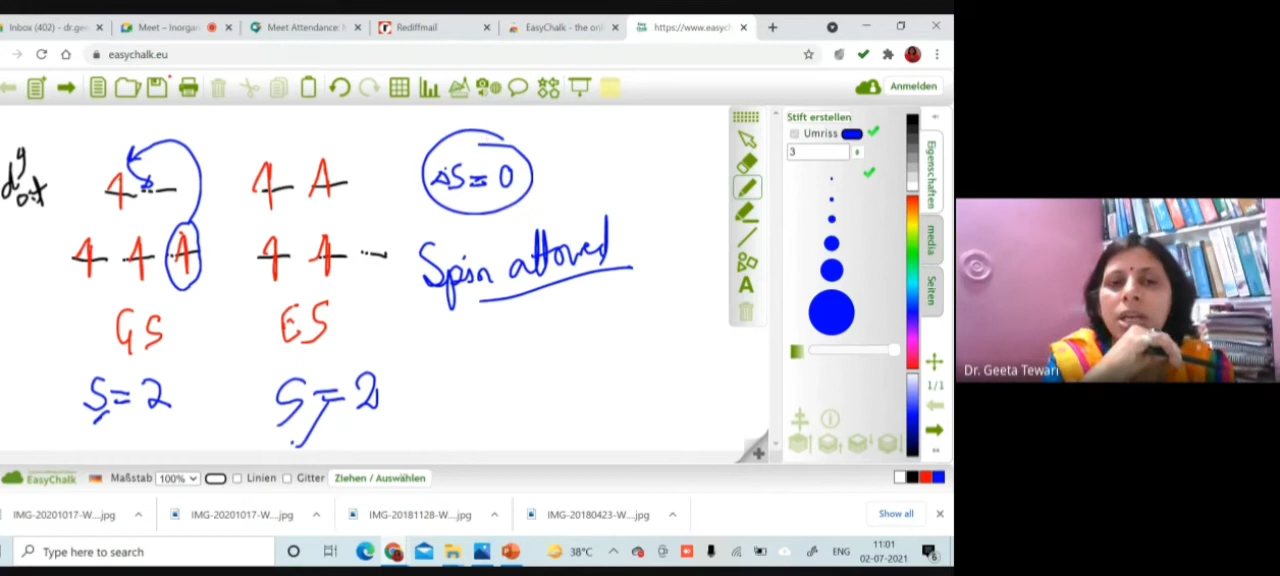 Inbox (402) - dr.gee
Meet – Inorgan
Meet Attendance: M
Rediffmail
EasyChalk - the onl
https://www.easych
easychalk.eu
Anmelden
d⁴ oct
ΔS = 0
Spin allowed
GS
ES
S = 2
S = 2
Stift erstellen
Umriss
3
Eigenschaften
media
Seiten
A
1/1
Dr. Geeta Tewari
EasyChalk
Maßstab 100% Linien Gitter Ziehen / Auswählen
IMG-20201017-W....jpg
IMG-20201017-W....jpg
IMG-20181128-W....jpg
IMG-20180423-W....jpg
Show all
Type here to search
38°C
ENG
11:01
02-07-2021